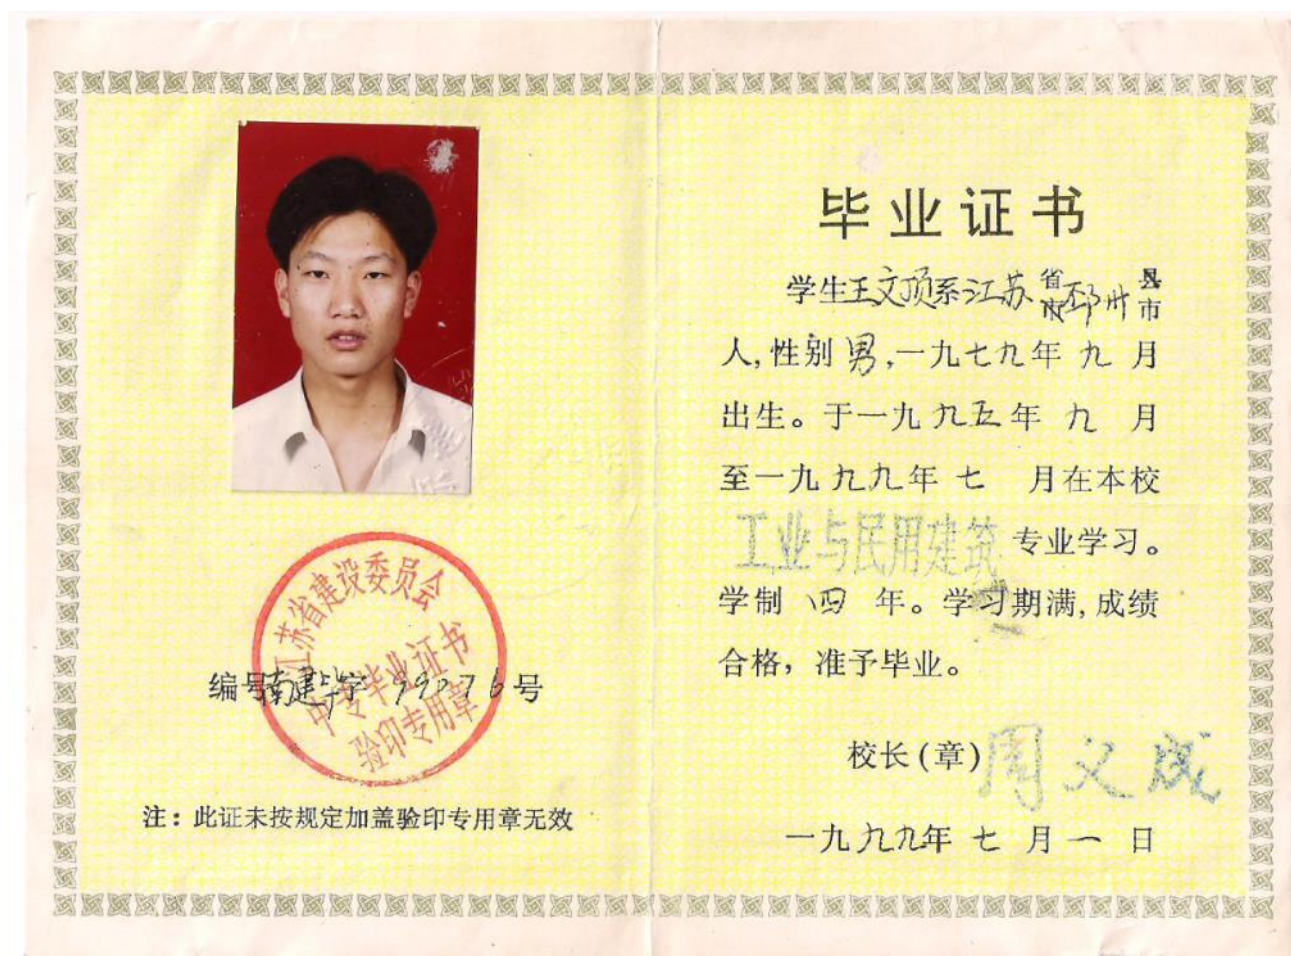 江苏省建设委员会
中专毕业证书
验印专用章
编号南建毕字 99076号
注：此证未按规定加盖验印专用章无效
毕业证书
学生王文顶系江苏省邳州县市
人,性别男,一九七九年九月
出生。于一九九五年九月
至一九九九年七 月在本校
工业与民用建筑专业学习。
学制 四 年。学习期满,成绩
合格，准予毕业。
校长(章)周文成
一九九九年七月一日